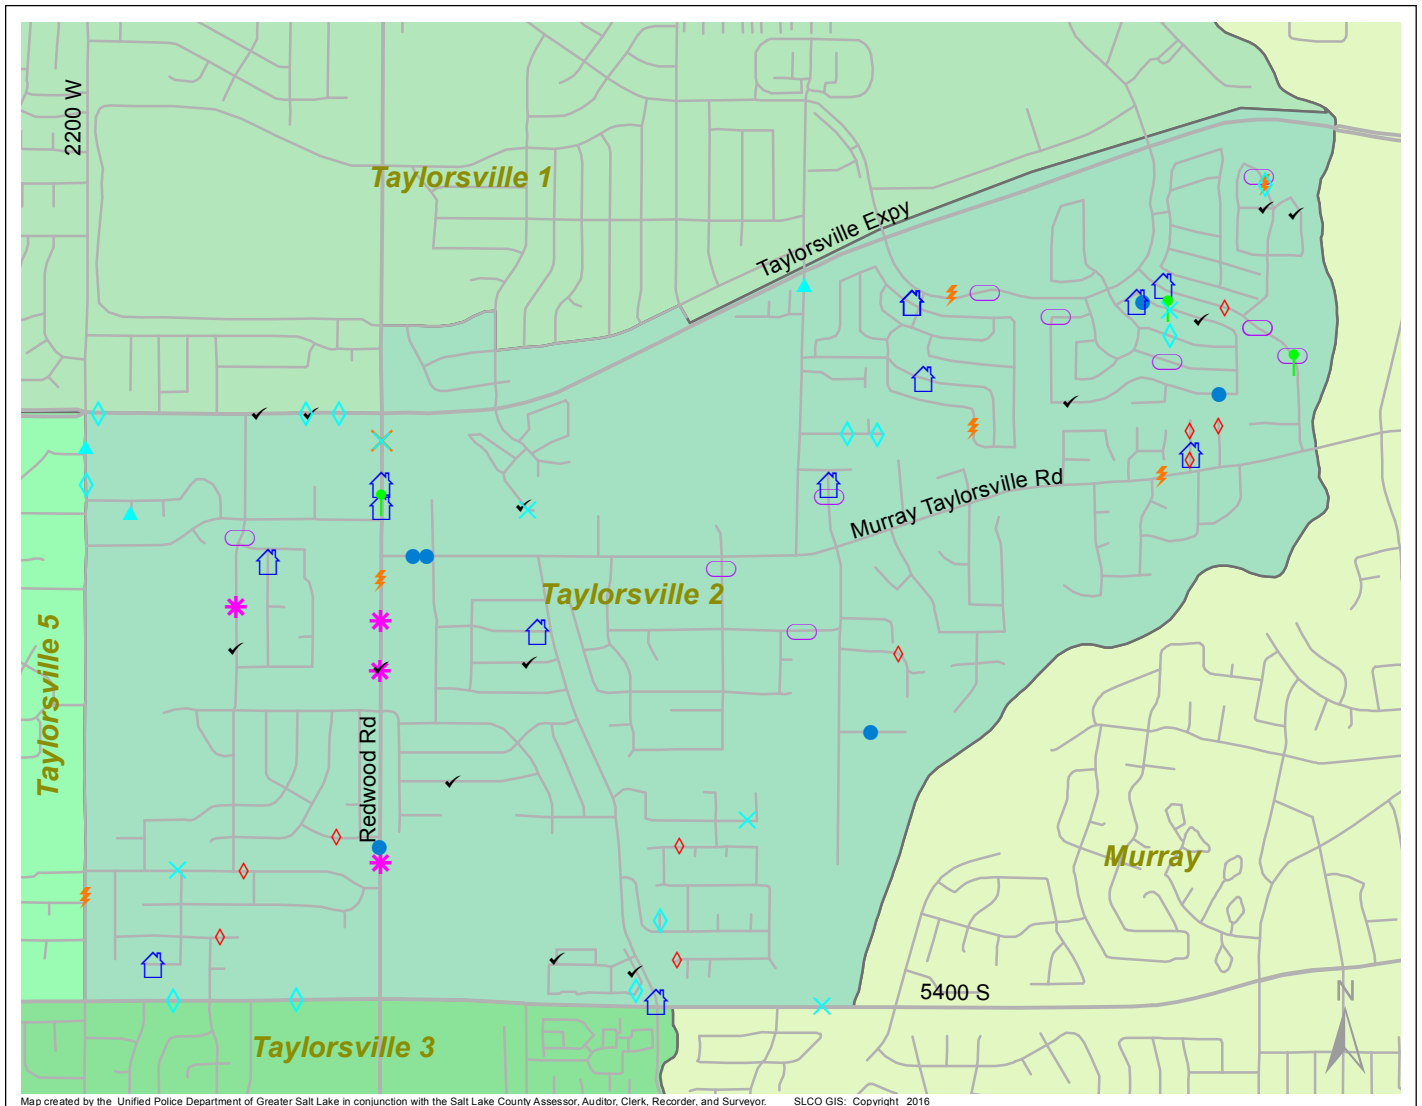 2200 W
Taylorsville 1
Taylorsville Expy
Murray Taylorsville Rd
Taylorsville 2
Taylorsville 5
Redwood Rd
Murray
5400 S
N
Taylorsville 3
Map created by the Unified Police Department of Greater Salt Lake in conjunction with the Salt Lake County Assessor, Auditor, Clerk, Recorder, and Surveyor. SLCO GIS: Copyright 2016